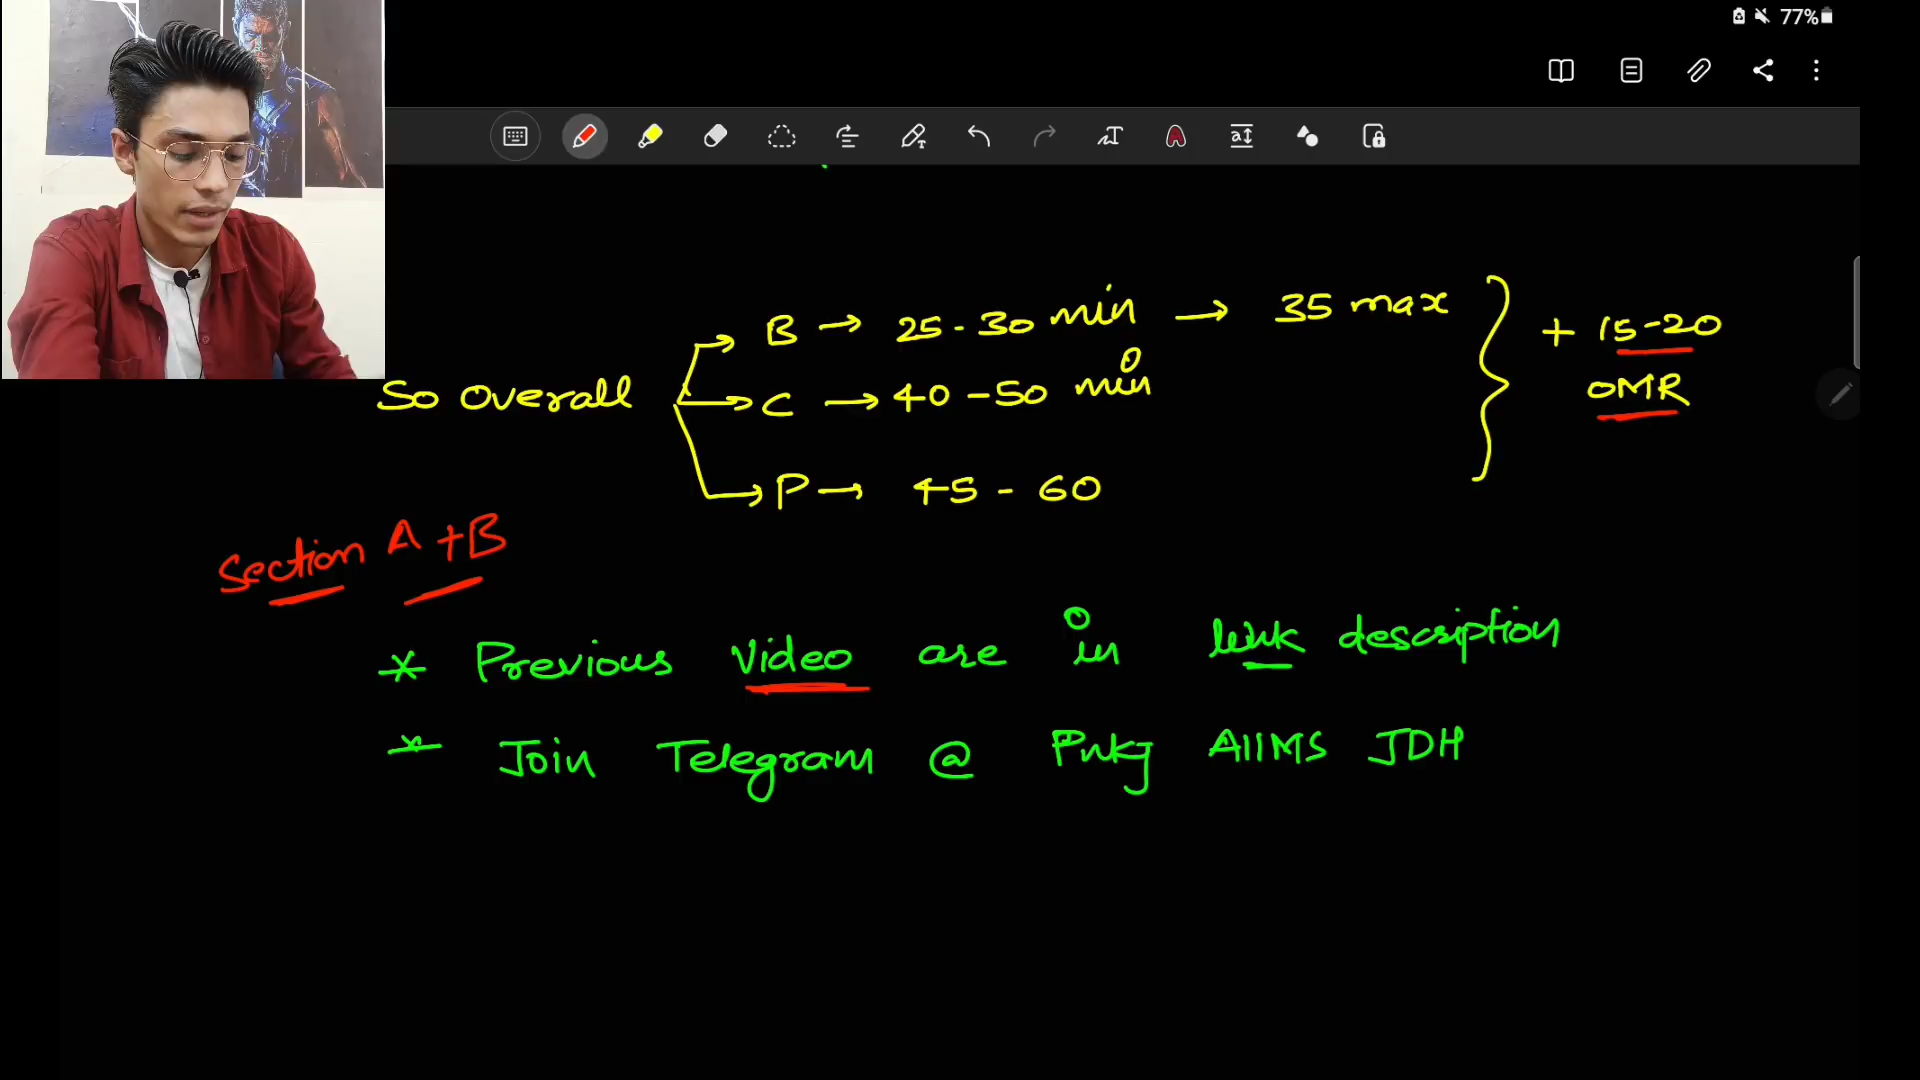 77%
B → 25-30 min → 35 max
+ 15-20
So Overall
C → 40-50 min
OMR
P → 45-60
Section A+B
* Previous Video are in link description
* Join Telegram @ Pnkj AIIMS JDH